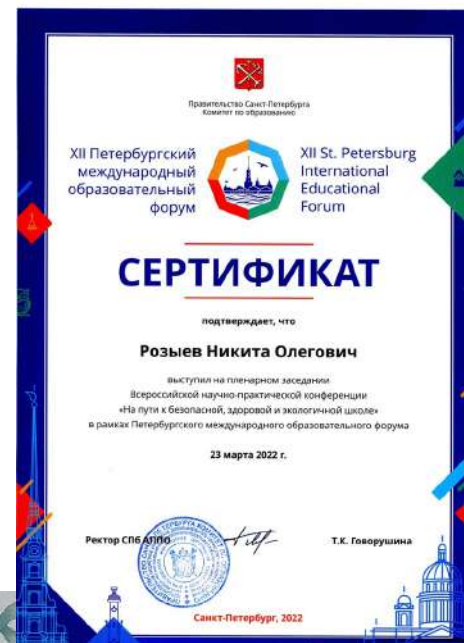 Правительство Санкт-Петербурга
Комитет по образованию
XII Петербургский
международный
образовательный
форум
XII St. Petersburg
International
Educational
Forum
СЕРТИФИКАТ
подтверждает, что
Розыев Никита Олегович
выступил на пленарном заседании
Всероссийской научно-практической конференции
«На пути к безопасной, здоровой и экологичной школе»
в рамках Петербургского международного образовательного форума
23 марта 2022 г.
Ректор СПб АППО
Т.К. Говорушина
Санкт-Петербург, 2022